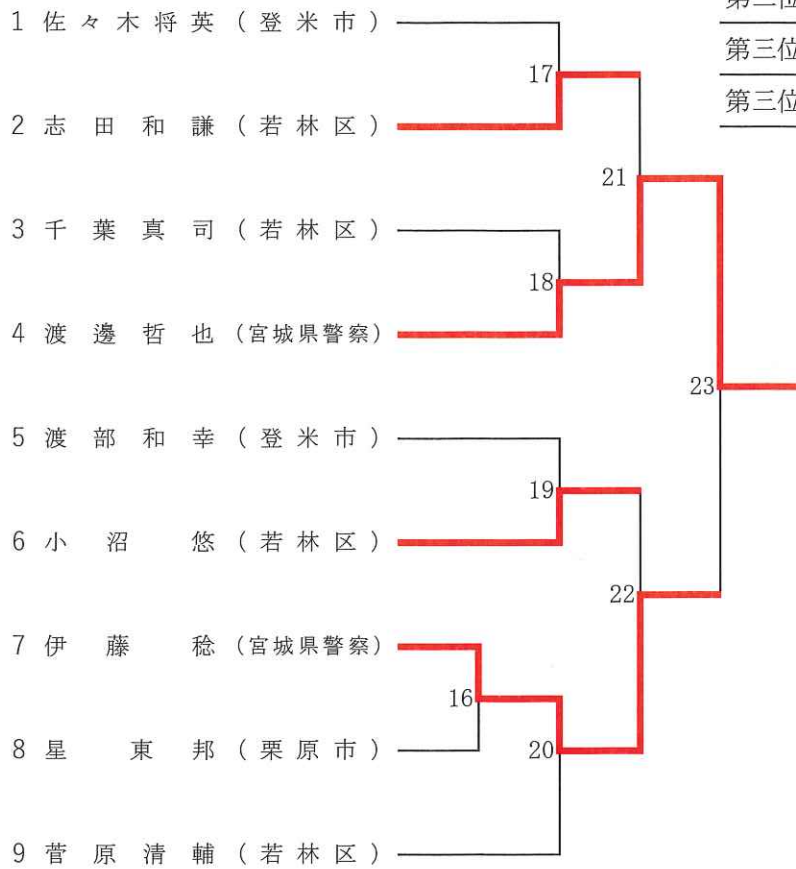 第三位
第三位
1 佐々木将英(登米市)
17
2 志田和謙(若林区)
21
3 千葉真司(若林区)
18
4 渡邊哲也(宮城県警察)
23
5 渡部和幸(登米市)
19
6 小沼悠(若林区)
22
7 伊藤稔(宮城県警察)
16
8 星東邦(栗原市)
20
9 菅原清輔(若林区)